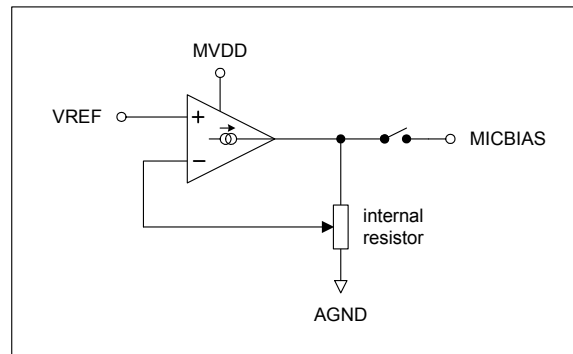 MVDD
VREF
+
−
MICBIAS
internal
resistor
AGND